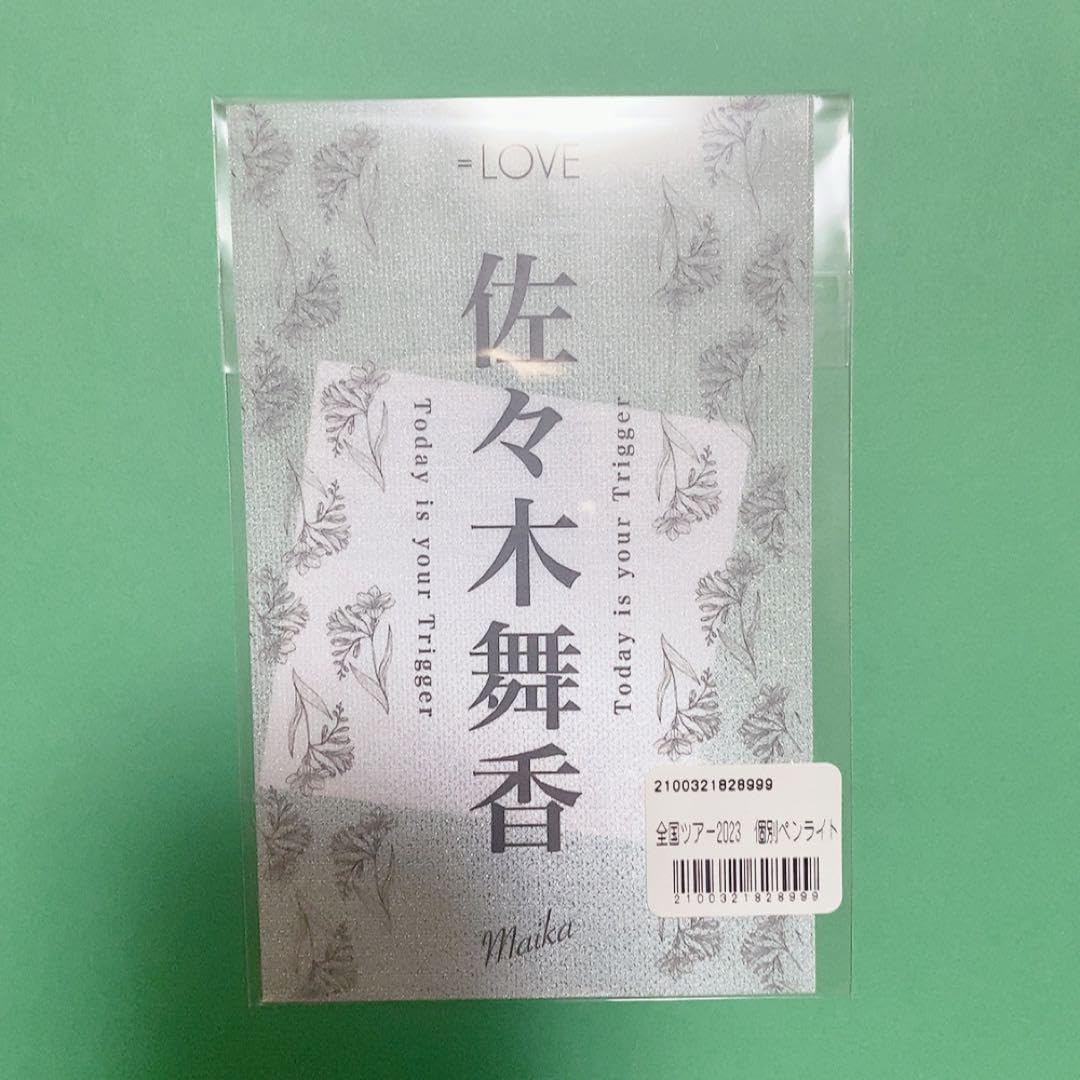 =LOVE
佐々木舞香
Today is your Trigger
Today is your Trigger
Maika
2100321828999
全国ツアー2023 個別ペンライト
2100321828999